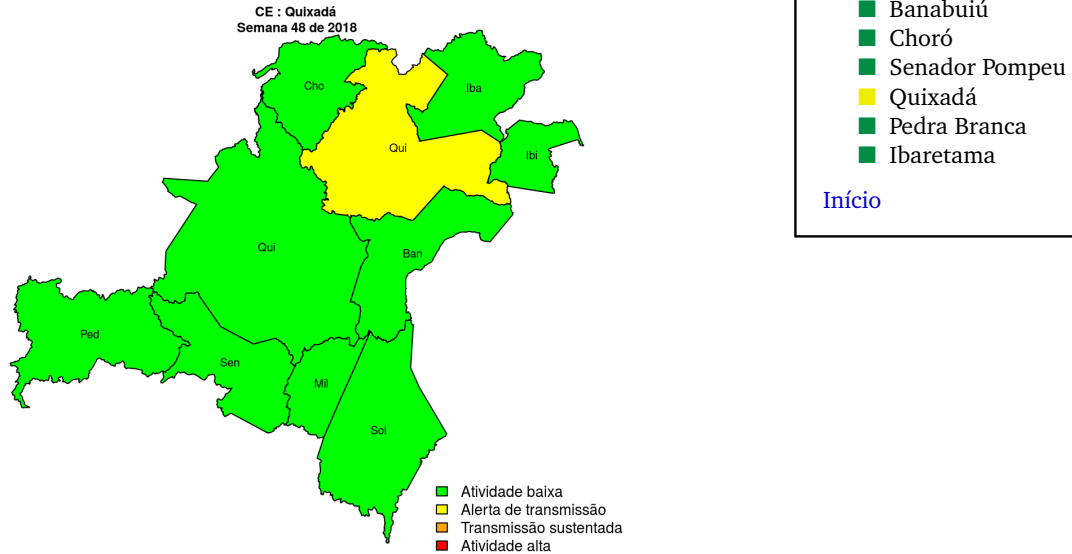 CE : Quixadá
Semana 48 de 2018
Cho
Iba
Qui
Ibi
Qui
Ban
Ped
Sen
Mil
Sol
Atividade baixa
Alerta de transmissão
Transmissão sustentada
Atividade alta
Banabuiú
Choró
Senador Pompeu
Quixadá
Pedra Branca
Ibaretama
Início